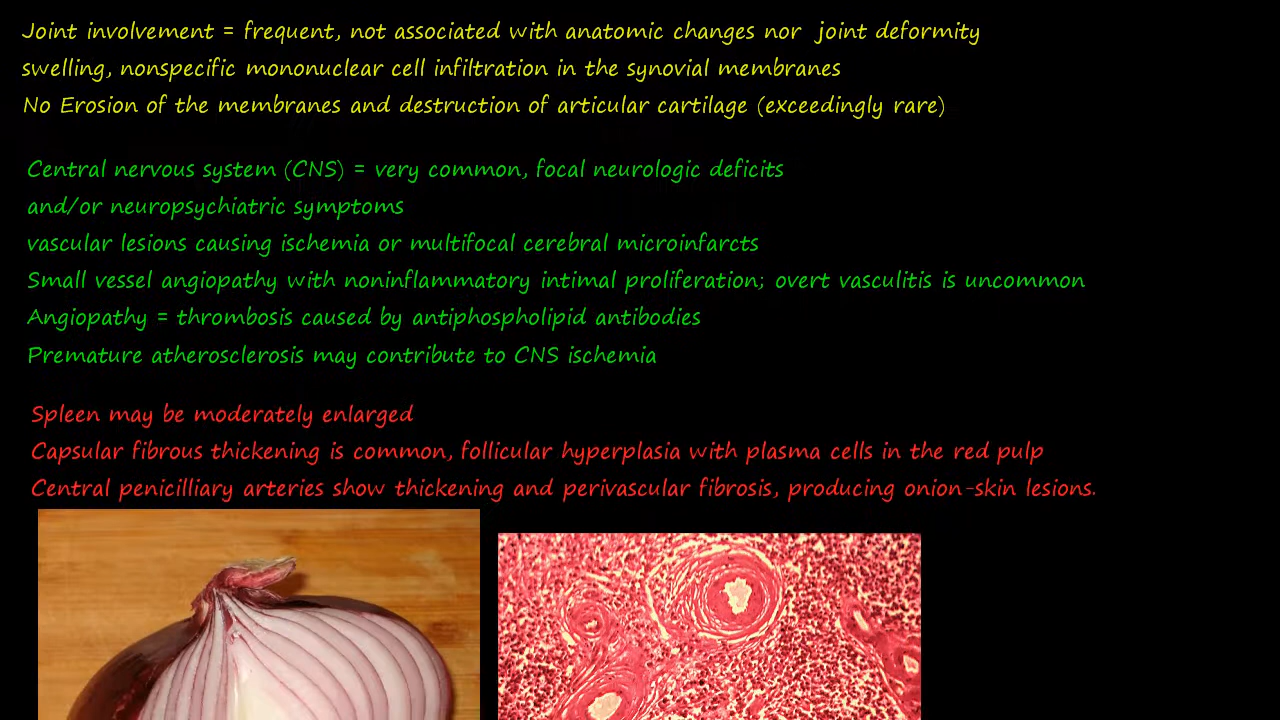 Joint involvement = frequent, not associated with anatomic changes nor joint deformity
swelling, nonspecific mononuclear cell infiltration in the synovial membranes
No Erosion of the membranes and destruction of articular cartilage (exceedingly rare)
Central nervous system (CNS) = very common, focal neurologic deficits
and/or neuropsychiatric symptoms
vascular lesions causing ischemia or multifocal cerebral microinfarcts
Small vessel angiopathy with noninflammatory intimal proliferation; overt vasculitis is uncommon
Angiopathy = thrombosis caused by antiphospholipid antibodies
Premature atherosclerosis may contribute to CNS ischemia
Spleen may be moderately enlarged
Capsular fibrous thickening is common, follicular hyperplasia with plasma cells in the red pulp
Central penicilliary arteries show thickening and perivascular fibrosis, producing onion-skin lesions.